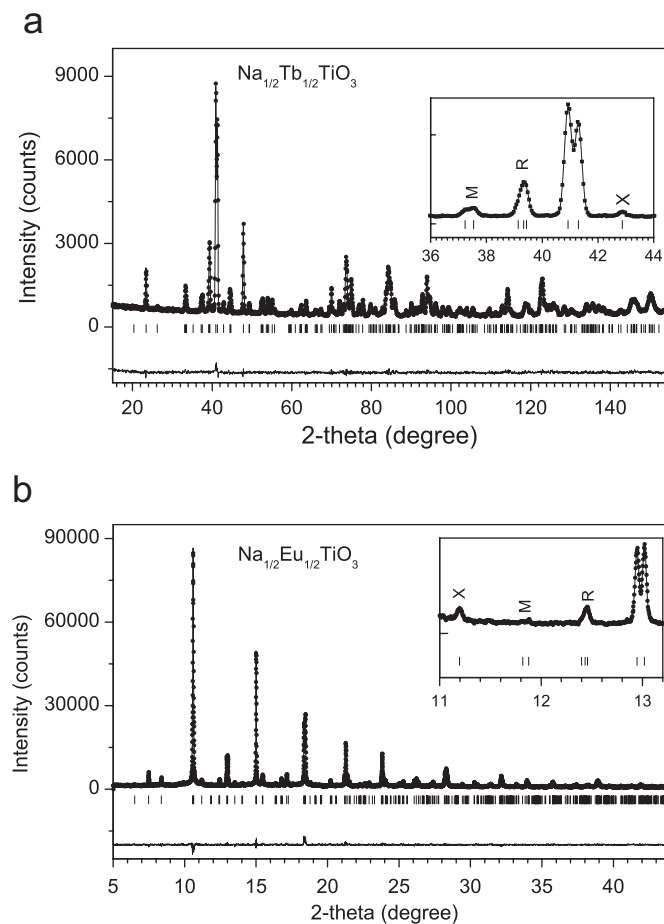 a
Na1/2Tb1/2TiO3
9000
6000
3000
0
Intensity (counts)
M
R
X
36 38 40 42 44
20 40 60 80 100 120 140
2-theta (degree)
b
Na1/2Eu1/2TiO3
90000
60000
30000
0
Intensity (counts)
X
M
R
11 12 13
5 10 15 20 25 30 35 40
2-theta (degree)